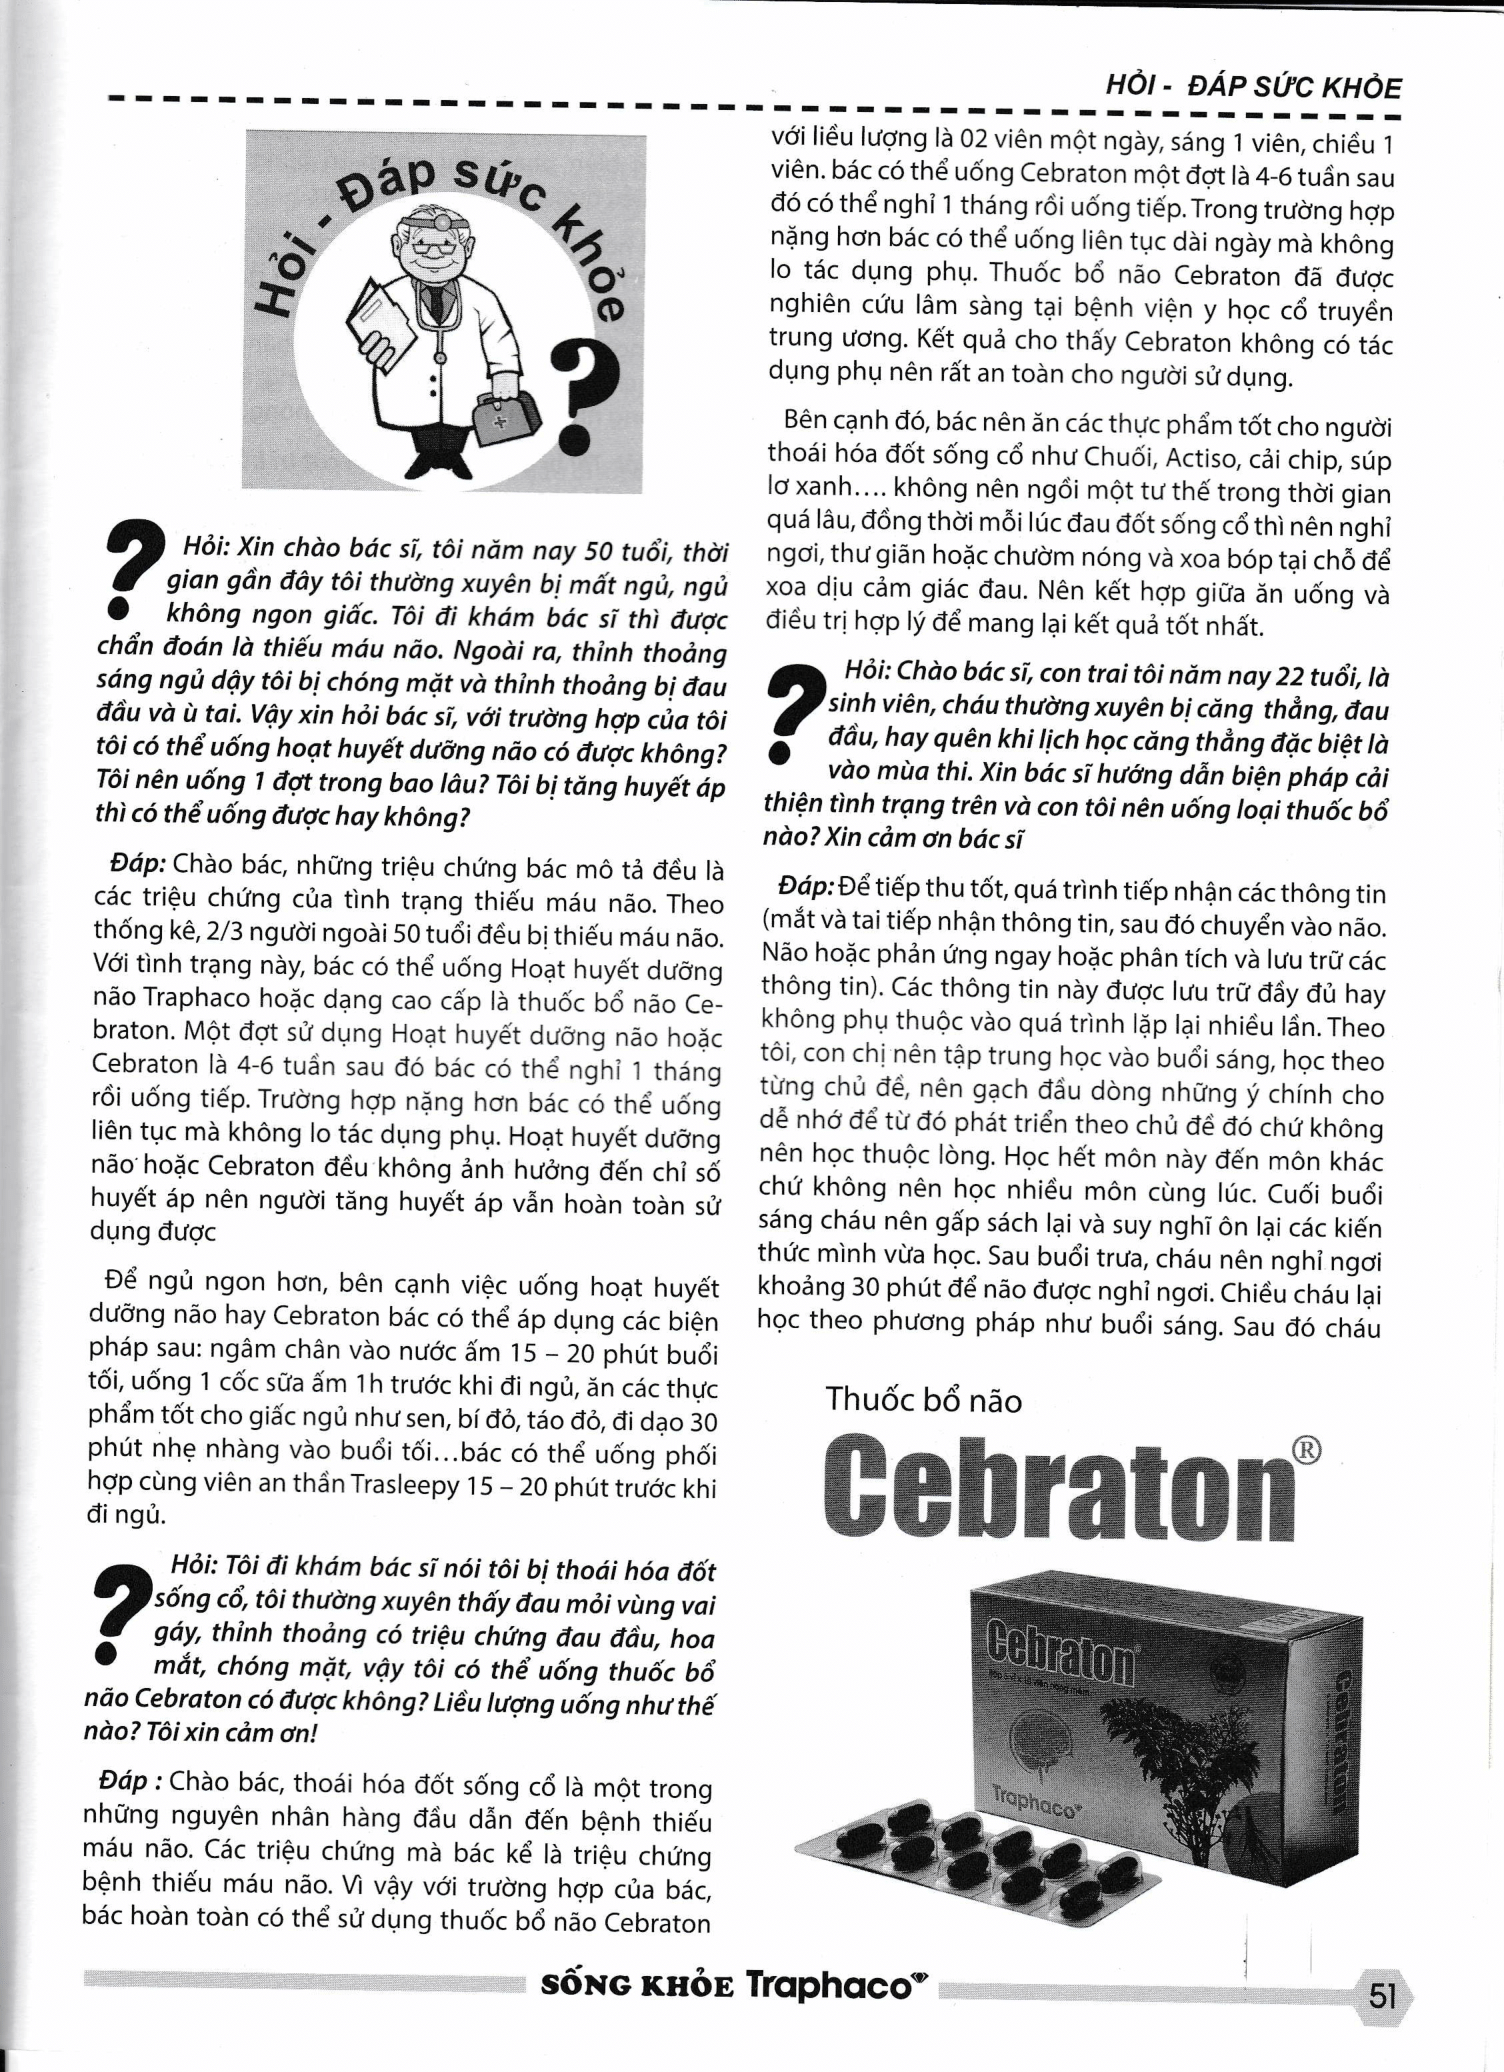 HỎI - ĐÁP SỨC KHỎE
Hỏi - Đáp sức khỏe
?
? Hỏi: Xin chào bác sĩ, tôi năm nay 50 tuổi, thời
gian gần đây tôi thường xuyên bị mất ngủ, ngủ
không ngon giấc. Tôi đi khám bác sĩ thì được
chẩn đoán là thiếu máu não. Ngoài ra, thỉnh thoảng
sáng ngủ dậy tôi bị chóng mặt và thỉnh thoảng bị đau
đầu và ù tai. Vậy xin hỏi bác sĩ, với trường hợp của tôi
tôi có thể uống hoạt huyết dưỡng não có được không?
Tôi nên uống 1 đợt trong bao lâu? Tôi bị tăng huyết áp
thì có thể uống được hay không?
Đáp: Chào bác, những triệu chứng bác mô tả đều là
các triệu chứng của tình trạng thiếu máu não. Theo
thống kê, 2/3 người ngoài 50 tuổi đều bị thiếu máu não.
Với tình trạng này, bác có thể uống Hoạt huyết dưỡng
não Traphaco hoặc dạng cao cấp là thuốc bổ não Ce-
braton. Một đợt sử dụng Hoạt huyết dưỡng não hoặc
Cebraton là 4-6 tuần sau đó bác có thể nghỉ 1 tháng
rồi uống tiếp. Trường hợp nặng hơn bác có thể uống
liên tục mà không lo tác dụng phụ. Hoạt huyết dưỡng
não hoặc Cebraton đều không ảnh hưởng đến chỉ số
huyết áp nên người tăng huyết áp vẫn hoàn toàn sử
dụng được
Để ngủ ngon hơn, bên cạnh việc uống hoạt huyết
dưỡng não hay Cebraton bác có thể áp dụng các biện
pháp sau: ngâm chân vào nước ấm 15 – 20 phút buổi
tối, uống 1 cốc sữa ấm 1h trước khi đi ngủ, ăn các thực
phẩm tốt cho giấc ngủ như sen, bí đỏ, táo đỏ, đi dạo 30
phút nhẹ nhàng vào buổi tối...bác có thể uống phối
hợp cùng viên an thần Trasleepy 15 – 20 phút trước khi
đi ngủ.
? Hỏi: Tôi đi khám bác sĩ nói tôi bị thoái hóa đốt
sống cổ, tôi thường xuyên thấy đau mỏi vùng vai
gáy, thỉnh thoảng có triệu chứng đau đầu, hoa
mắt, chóng mặt, vậy tôi có thể uống thuốc bổ
não Cebraton có được không? Liều lượng uống như thế
nào? Tôi xin cảm ơn!
Đáp : Chào bác, thoái hóa đốt sống cổ là một trong
những nguyên nhân hàng đầu dẫn đến bệnh thiếu
máu não. Các triệu chứng mà bác kể là triệu chứng
bệnh thiếu máu não. Vì vậy với trường hợp của bác,
bác hoàn toàn có thể sử dụng thuốc bổ não Cebraton
với liều lượng là 02 viên một ngày, sáng 1 viên, chiều 1
viên. bác có thể uống Cebraton một đợt là 4-6 tuần sau
đó có thể nghỉ 1 tháng rồi uống tiếp. Trong trường hợp
nặng hơn bác có thể uống liên tục dài ngày mà không
lo tác dụng phụ. Thuốc bổ não Cebraton đã được
nghiên cứu lâm sàng tại bệnh viện y học cổ truyền
trung ương. Kết quả cho thấy Cebraton không có tác
dụng phụ nên rất an toàn cho người sử dụng.
Bên cạnh đó, bác nên ăn các thực phẩm tốt cho người
thoái hóa đốt sống cổ như Chuối, Actiso, cải chip, súp
lơ xanh.... không nên ngồi một tư thế trong thời gian
quá lâu, đồng thời mỗi lúc đau đốt sống cổ thì nên nghỉ
ngơi, thư giãn hoặc chườm nóng và xoa bóp tại chỗ để
xoa dịu cảm giác đau. Nên kết hợp giữa ăn uống và
điều trị hợp lý để mang lại kết quả tốt nhất.
? Hỏi: Chào bác sĩ, con trai tôi năm nay 22 tuổi, là
sinh viên, cháu thường xuyên bị căng thẳng, đau
đầu, hay quên khi lịch học căng thẳng đặc biệt là
vào mùa thi. Xin bác sĩ hướng dẫn biện pháp cải
thiện tình trạng trên và con tôi nên uống loại thuốc bổ
nào? Xin cảm ơn bác sĩ
Đáp: Để tiếp thu tốt, quá trình tiếp nhận các thông tin
(mắt và tai tiếp nhận thông tin, sau đó chuyển vào não.
Não hoặc phản ứng ngay hoặc phân tích và lưu trữ các
thông tin). Các thông tin này được lưu trữ đầy đủ hay
không phụ thuộc vào quá trình lặp lại nhiều lần. Theo
tôi, con chị nên tập trung học vào buổi sáng, học theo
từng chủ đề, nên gạch đầu dòng những ý chính cho
dễ nhớ để từ đó phát triển theo chủ đề đó chứ không
nên học thuộc lòng. Học hết môn này đến môn khác
chứ không nên học nhiều môn cùng lúc. Cuối buổi
sáng cháu nên gấp sách lại và suy nghĩ ôn lại các kiến
thức mình vừa học. Sau buổi trưa, cháu nên nghỉ ngơi
khoảng 30 phút để não được nghỉ ngơi. Chiều cháu lại
học theo phương pháp như buổi sáng. Sau đó cháu
Thuốc bổ não
Cebraton®
Cebraton
Traphaco
Cebraton
SỐNG KHỎE Traphaco
51